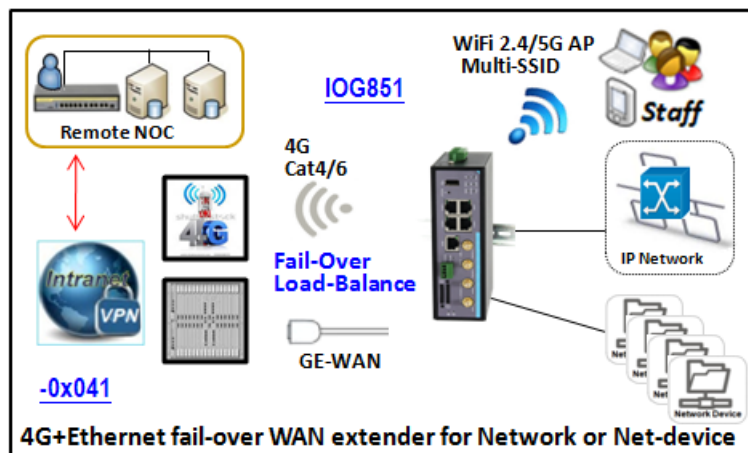 WiFi 2.4/5G AP
Multi-SSID
IOG851
Staff
Remote NOC
4G
Cat4/6
4G
Intranet
VPN
Fail-Over
Load-Balance
IP Network
GE-WAN
Network Device
-0x041
4G+Ethernet fail-over WAN extender for Network or Net-device